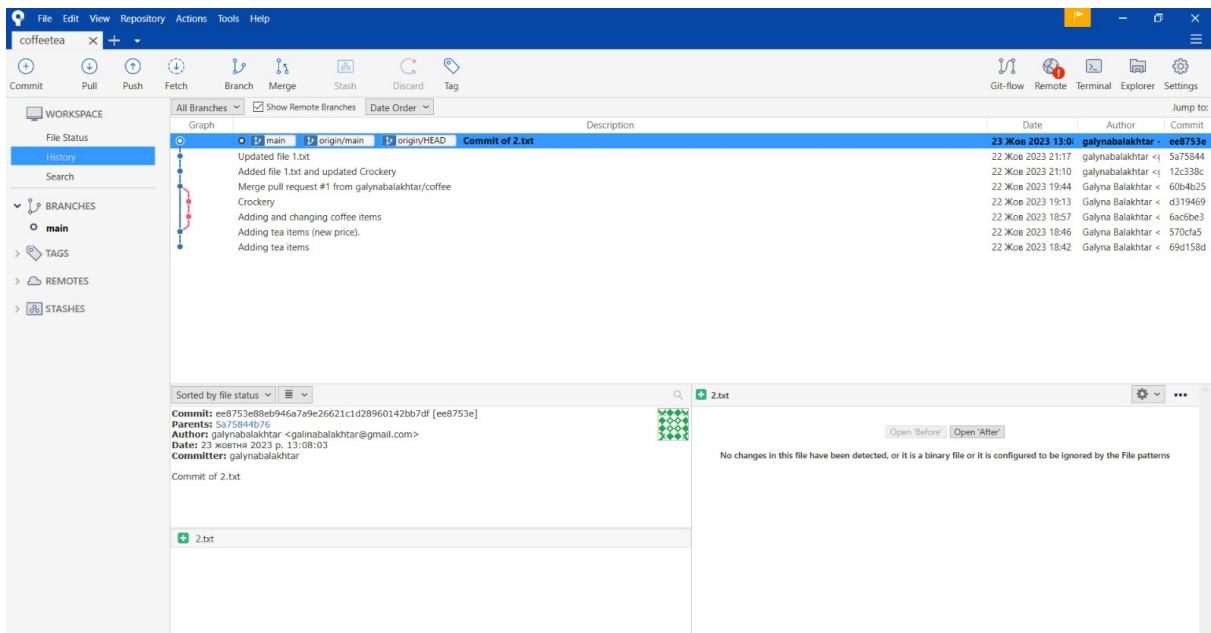 File Edit View Repository Actions Tools Help
coffeetea
Commit Pull Push Fetch Branch Merge Stash Discard Tag Git-flow Remote Terminal Explorer Settings
WORKSPACE
File Status
History
Search
BRANCHES
main
TAGS
REMOTES
STASHES
All Branches Show Remote Branches Date Order Jump to:
Graph Description Date Author Commit
main origin/main origin/HEAD Commit of 2.txt 23 Жов 2023 13:0 galynabalakhtar ee8753e
Updated file 1.txt 22 Жов 2023 21:17 galynabalakhtar <g 5a75844
Added file 1.txt and updated Crockery 22 Жов 2023 21:10 galynabalakhtar <g 12c338c
Merge pull request #1 from galynabalakhtar/coffee 22 Жов 2023 19:44 Galyna Balakhtar < 60b4b25
Crockery 22 Жов 2023 19:13 Galyna Balakhtar < d319469
Adding and changing coffee items 22 Жов 2023 18:57 Galyna Balakhtar < 6ac6be3
Adding tea items (new price). 22 Жов 2023 18:46 Galyna Balakhtar < 570cfa5
Adding tea items 22 Жов 2023 18:42 Galyna Balakhtar < 69d158d
Sorted by file status
Commit: ee8753e88eb946a7a9e26621c1d28960142bb7df [ee8753e]
Parents: 5a75844b76
Author: galynabalakhtar <galinabalakhtar@gmail.com>
Date: 23 жовтня 2023 р. 13:08:03
Committer: galynabalakhtar
Commit of 2.txt
2.txt
2.txt
Open 'Before' Open 'After'
No changes in this file have been detected, or it is a binary file or it is configured to be ignored by the File patterns